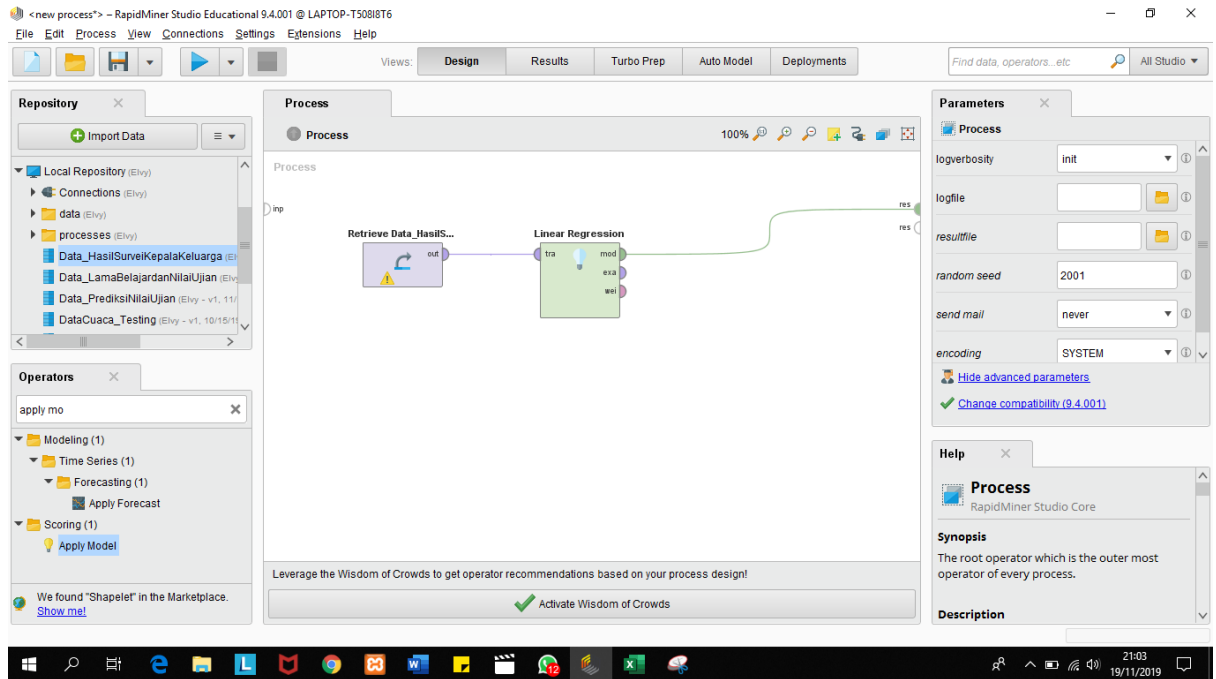 <new process*> – RapidMiner Studio Educational 9.4.001 @ LAPTOP-T508I8T6
File Edit Process View Connections Settings Extensions Help
Views: Design Results Turbo Prep Auto Model Deployments
Find data, operators...etc
All Studio
Repository
Import Data
Local Repository (Elvy)
Connections (Elvy)
data (Elvy)
processes (Elvy)
Data_HasilSurveiKepalaKeluarga (El
Data_LamaBelajardanNilaiUjian (Elv
Data_PrediksiNilaiUjian (Elvy - v1, 11/
DataCuaca_Testing (Elvy - v1, 10/15/1
Operators
apply mo
Modeling (1)
Time Series (1)
Forecasting (1)
Apply Forecast
Scoring (1)
Apply Model
We found "Shapelet" in the Marketplace.
Show me!
Process
Process
100%
Process
inp
res
res
Retrieve Data_HasilS...
out
Linear Regression
tra mod
exa
wei
Leverage the Wisdom of Crowds to get operator recommendations based on your process design!
Activate Wisdom of Crowds
Parameters
Process
logverbosity init
logfile
resultfile
random seed 2001
send mail never
encoding SYSTEM
Hide advanced parameters
Change compatibility (9.4.001)
Help
Process
RapidMiner Studio Core
Synopsis
The root operator which is the outer most
operator of every process.
Description
12
21:03
19/11/2019